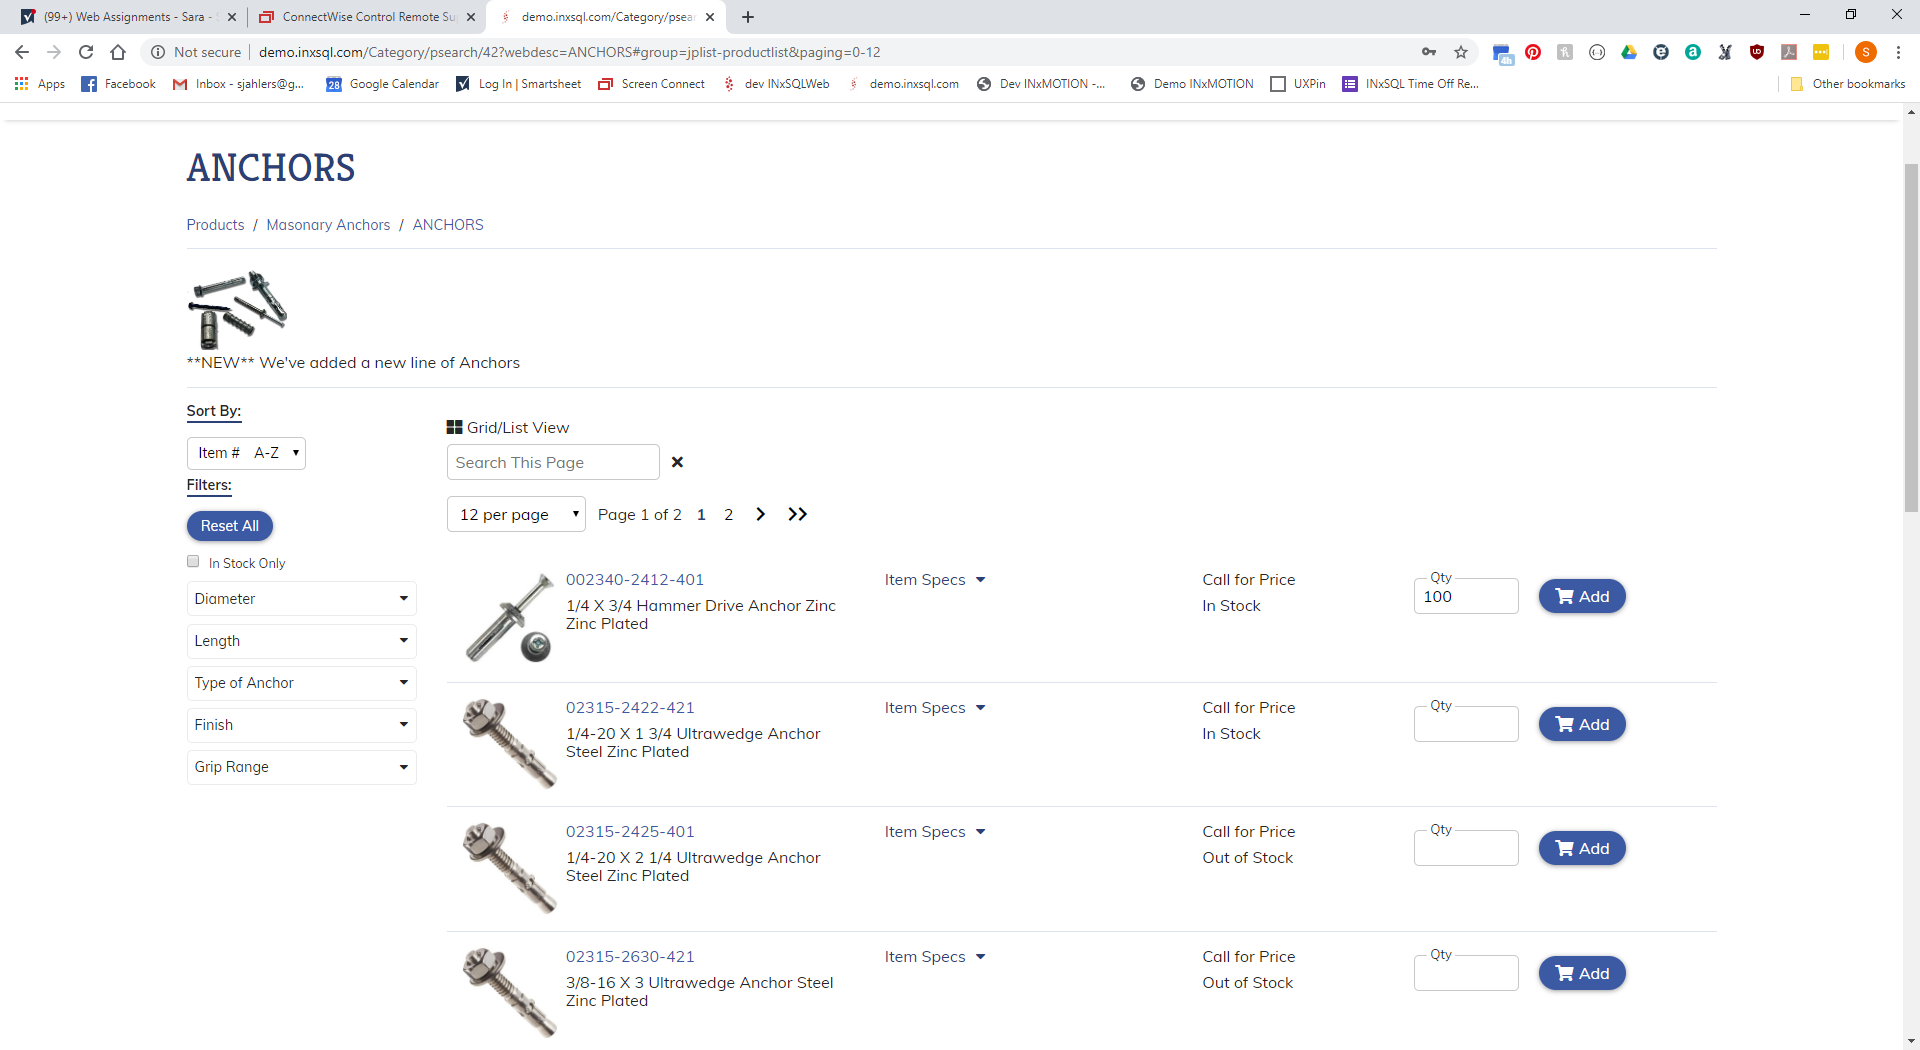 (99+) Web Assignments - Sara -
ConnectWise Control Remote Su
demo.inxsql.com/Category/psea
Not secure
demo.inxsql.com/Category/psearch/42?webdesc=ANCHORS#group=jplist-productlist&paging=0-12
4h
S
Apps
Facebook
Inbox - sjahlers@g...
28
Google Calendar
Log In | Smartsheet
Screen Connect
dev INxSQLWeb
demo.inxsql.com
Dev INxMOTION -...
Demo INxMOTION
UXPin
INxSQL Time Off Re...
Other bookmarks
ANCHORS
Products / Masonary Anchors / ANCHORS
**NEW** We've added a new line of Anchors
Sort By:
Item # A-Z
Filters:
Reset All
In Stock Only
Diameter
Length
Type of Anchor
Finish
Grip Range
Grid/List View
Search This Page
12 per page
Page 1 of 2 1 2
002340-2412-401
1/4 X 3/4 Hammer Drive Anchor Zinc
Zinc Plated
Item Specs
Call for Price
In Stock
Qty
100
Add
02315-2422-421
1/4-20 X 1 3/4 Ultrawedge Anchor
Steel Zinc Plated
Item Specs
Call for Price
In Stock
Qty
Add
02315-2425-401
1/4-20 X 2 1/4 Ultrawedge Anchor
Steel Zinc Plated
Item Specs
Call for Price
Out of Stock
Qty
Add
02315-2630-421
3/8-16 X 3 Ultrawedge Anchor Steel
Zinc Plated
Item Specs
Call for Price
Out of Stock
Qty
Add